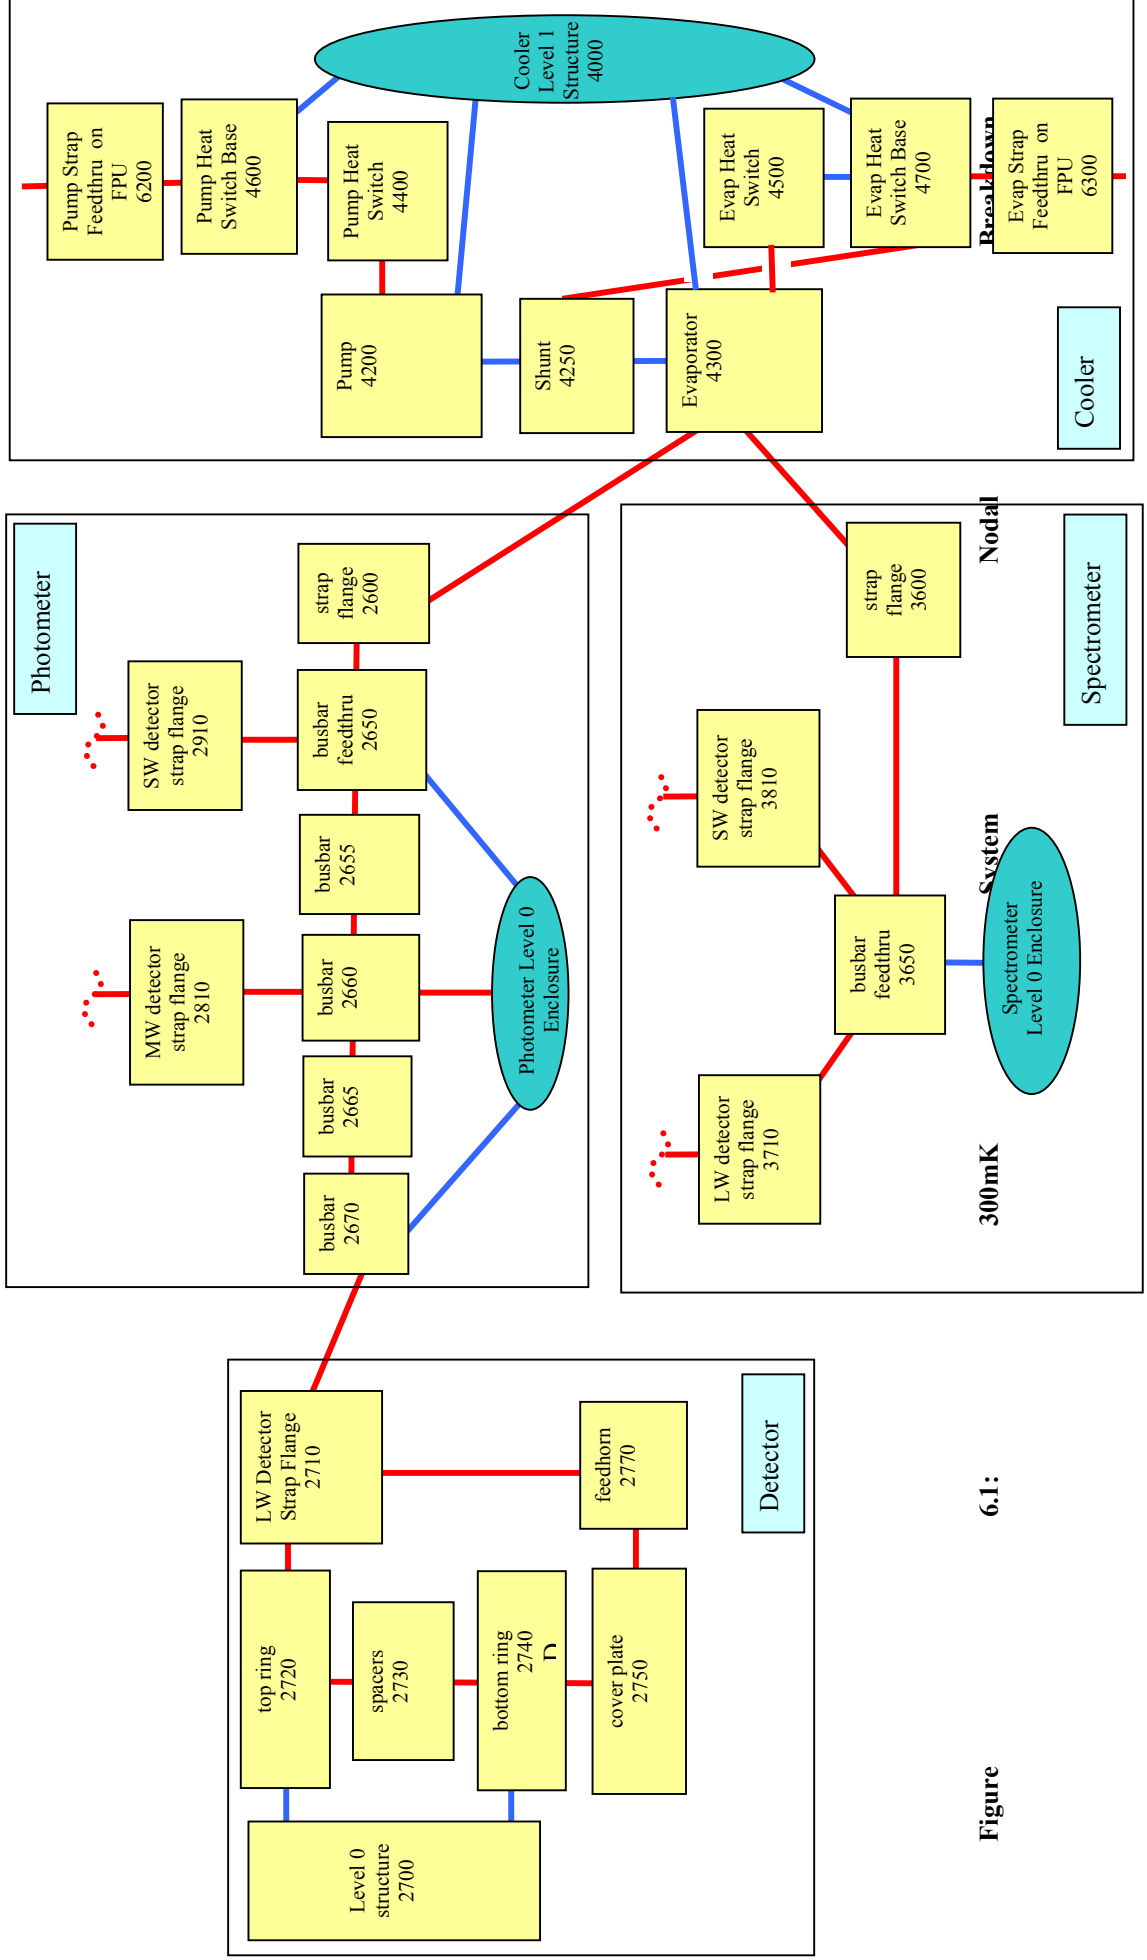 Level 0
structure
2700
top ring
2720
spacers
2730
bottom ring
2740
D
cover plate
2750
LW Detector
Strap Flange
2710
feedhorn
2770
Detector
Photometer
MW detector
strap flange
2810
SW detector
strap flange
2910
busbar
2670
busbar
2665
busbar
2660
busbar
2655
busbar
feedthru
2650
strap
flange
2600
Photometer Level 0
Enclosure
LW detector
strap flange
3710
SW detector
strap flange
3810
busbar
feedthru
3650
strap
flange
3600
Spectrometer
Level 0 Enclosure
Spectrometer
Pump Strap
Feedthru on
FPU
6200
Pump Heat
Switch Base
4600
Pump Heat
Switch
4400
Pump
4200
Shunt
4250
Evaporator
4300
Cooler
Level 1
Structure
4000
Evap Heat
Switch
4500
Evap Heat
Switch Base
4700
Evap Strap
Feedthru on
FPU
6300
Cooler
Figure 6.1: 300mK System Nodal Breakdown